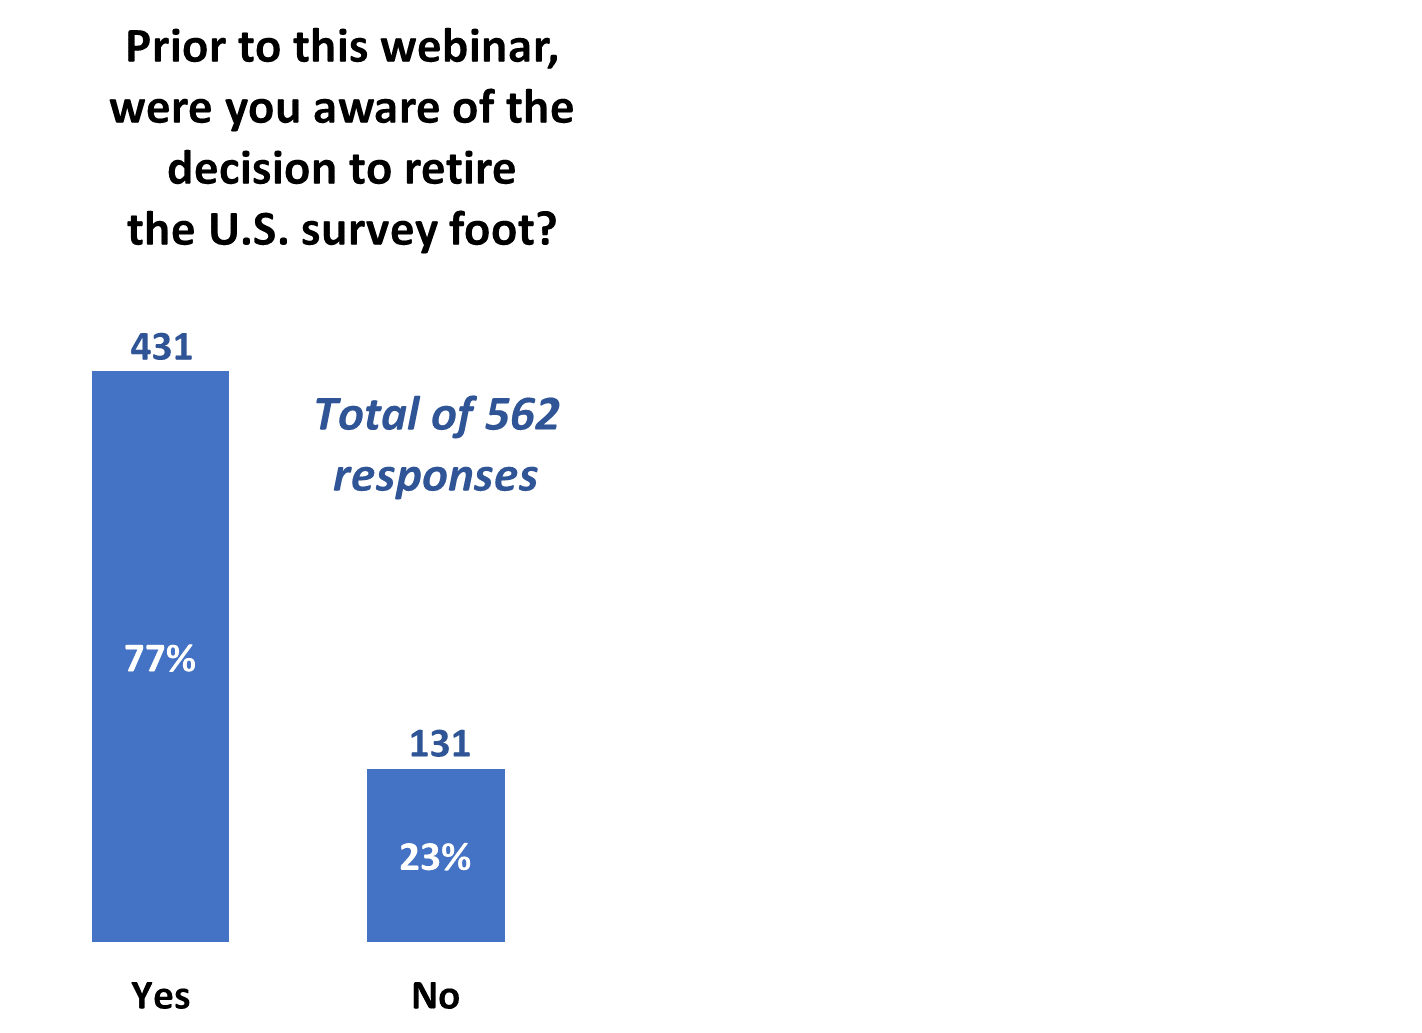 Prior to this webinar,
were you aware of the
decision to retire
the U.S. survey foot?
431
Total of 562
responses
77%
131
23%
Yes
No